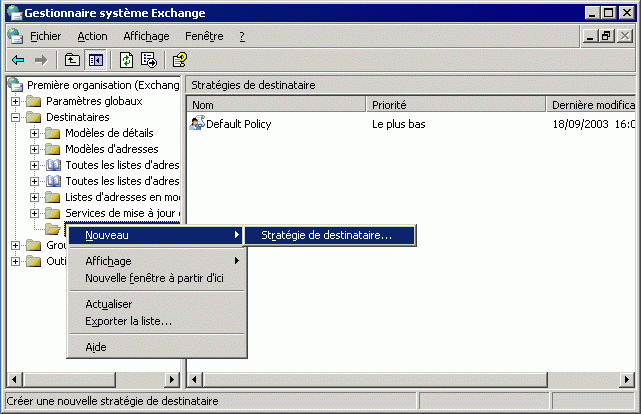 Gestionnaire système Exchange
Fichier Action Affichage Fenêtre ?
Première organisation (Exchang
Stratégies de destinataire
Nom Priorité Dernière modifica
Default Policy Le plus bas 18/09/2003 16:0
Paramètres globaux
Destinataires
Modèles de détails
Modèles d'adresses
Toutes les listes d'adres
Toutes les listes d'adres
Listes d'adresses en mo
Services de mise à jour
Grou
Outi
Nouveau
Stratégie de destinataire...
Affichage
Nouvelle fenêtre à partir d'ici
Actualiser
Exporter la liste...
Aide
Créer une nouvelle stratégie de destinataire